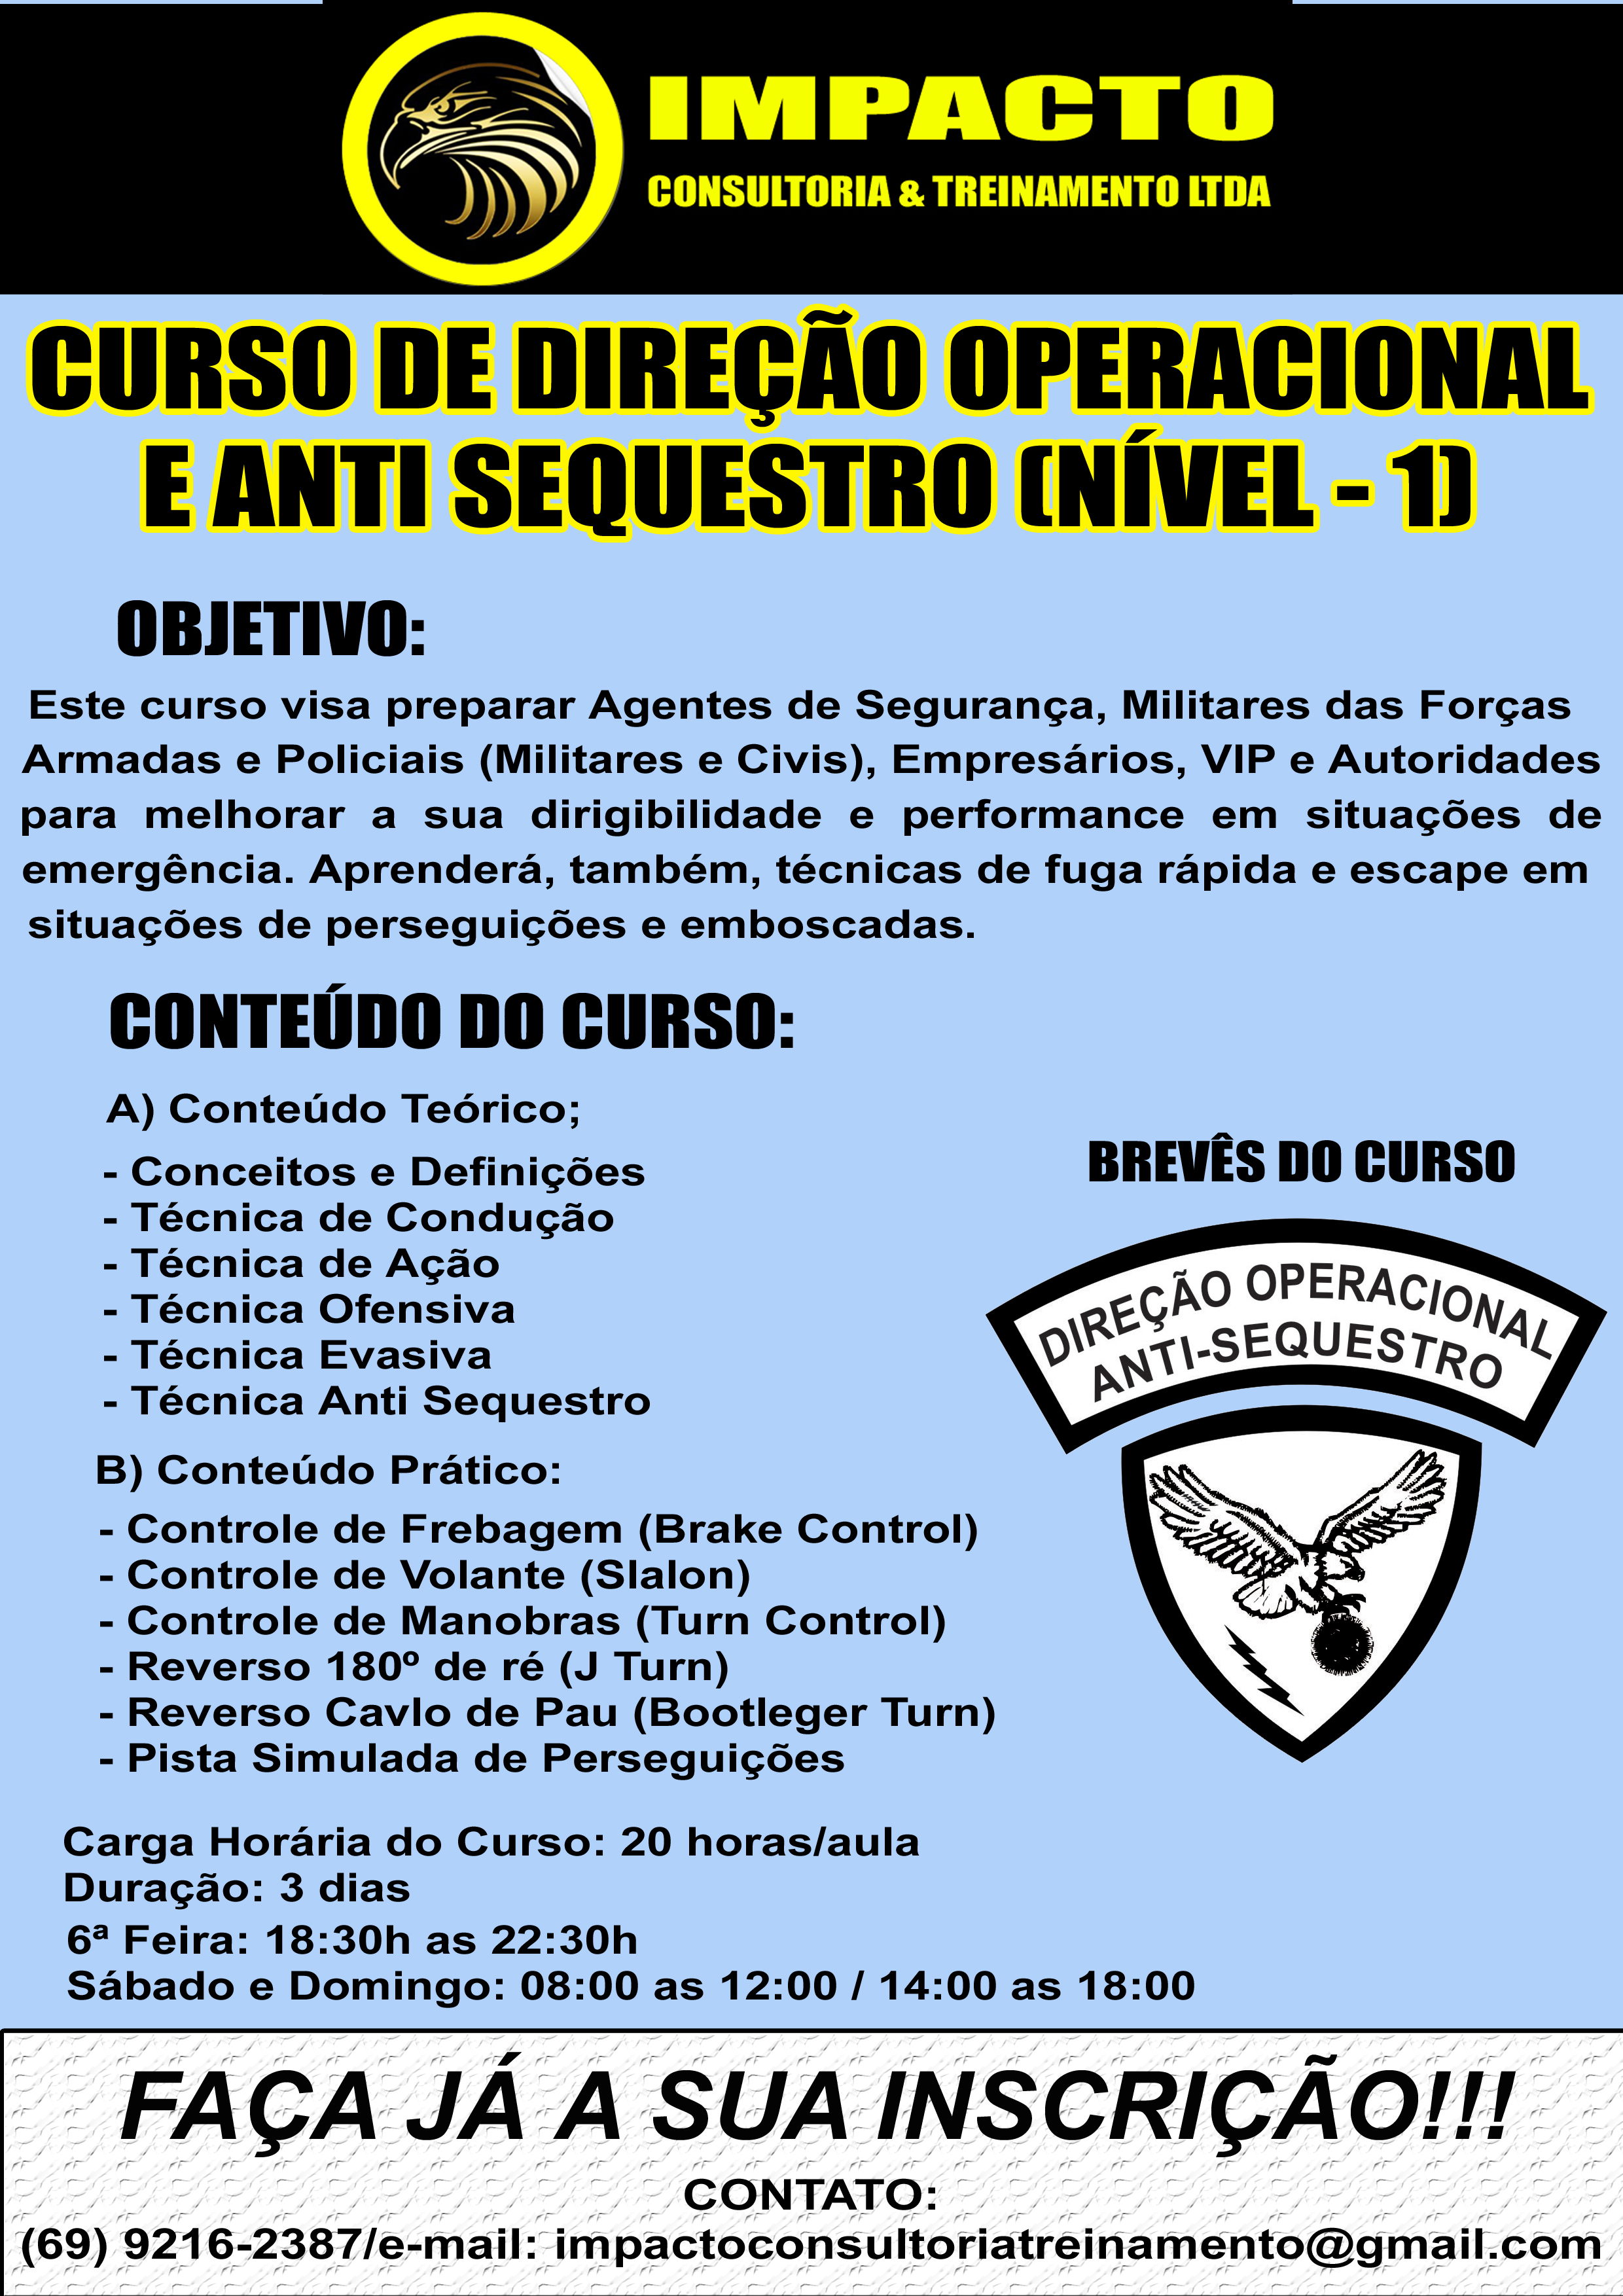 IMPACTO
CONSULTORIA & TREINAMENTO LTDA
CURSO DE DIREÇÃO OPERACIONAL
E ANTI SEQUESTRO (NÍVEL - 1)
OBJETIVO:
Este curso visa preparar Agentes de Segurança, Militares das Forças
Armadas e Policiais (Militares e Civis), Empresários, VIP e Autoridades
para melhorar a sua dirigibilidade e performance em situações de
emergência. Aprenderá, também, técnicas de fuga rápida e escape em
situações de perseguições e emboscadas.
CONTEÚDO DO CURSO:
A) Conteúdo Teórico;
- Conceitos e Definições
- Técnica de Condução
- Técnica de Ação
- Técnica Ofensiva
- Técnica Evasiva
- Técnica Anti Sequestro
B) Conteúdo Prático:
- Controle de Frebagem (Brake Control)
- Controle de Volante (Slalon)
- Controle de Manobras (Turn Control)
- Reverso 180º de ré (J Turn)
- Reverso Cavlo de Pau (Bootleger Turn)
- Pista Simulada de Perseguições
BREVÊS DO CURSO
DIREÇÃO OPERACIONAL
ANTI-SEQUESTRO
Carga Horária do Curso: 20 horas/aula
Duração: 3 dias
6ª Feira: 18:30h as 22:30h
Sábado e Domingo: 08:00 as 12:00 / 14:00 as 18:00
FAÇA JÁ A SUA INSCRIÇÃO!!!
CONTATO:
(69) 9216-2387/e-mail: impactoconsultoriatreinamento@gmail.com